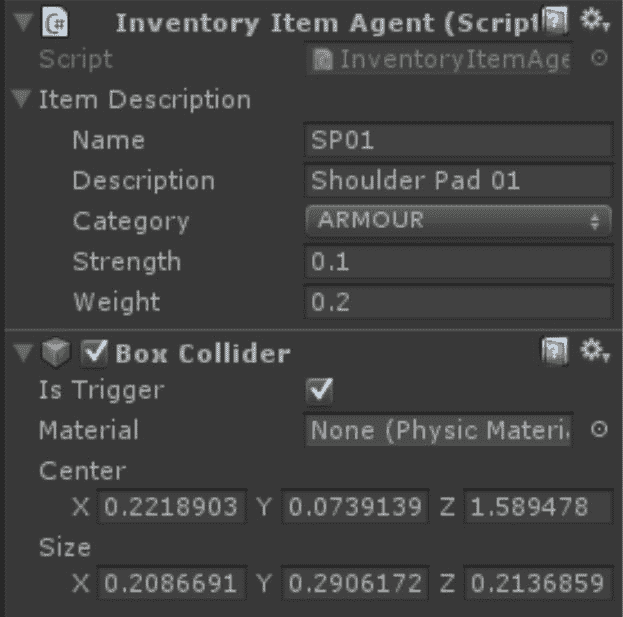 Inventory Item Agent (Script
Script InventoryItemAge
Item Description
Name SP01
Description Shoulder Pad 01
Category ARMOUR
Strength 0.1
Weight 0.2
Box Collider
Is Trigger
Material None (Physic Materi
Center
X 0.2218903 Y 0.0739139 Z 1.589478
Size
X 0.2086691 Y 0.2906172 Z 0.2136859